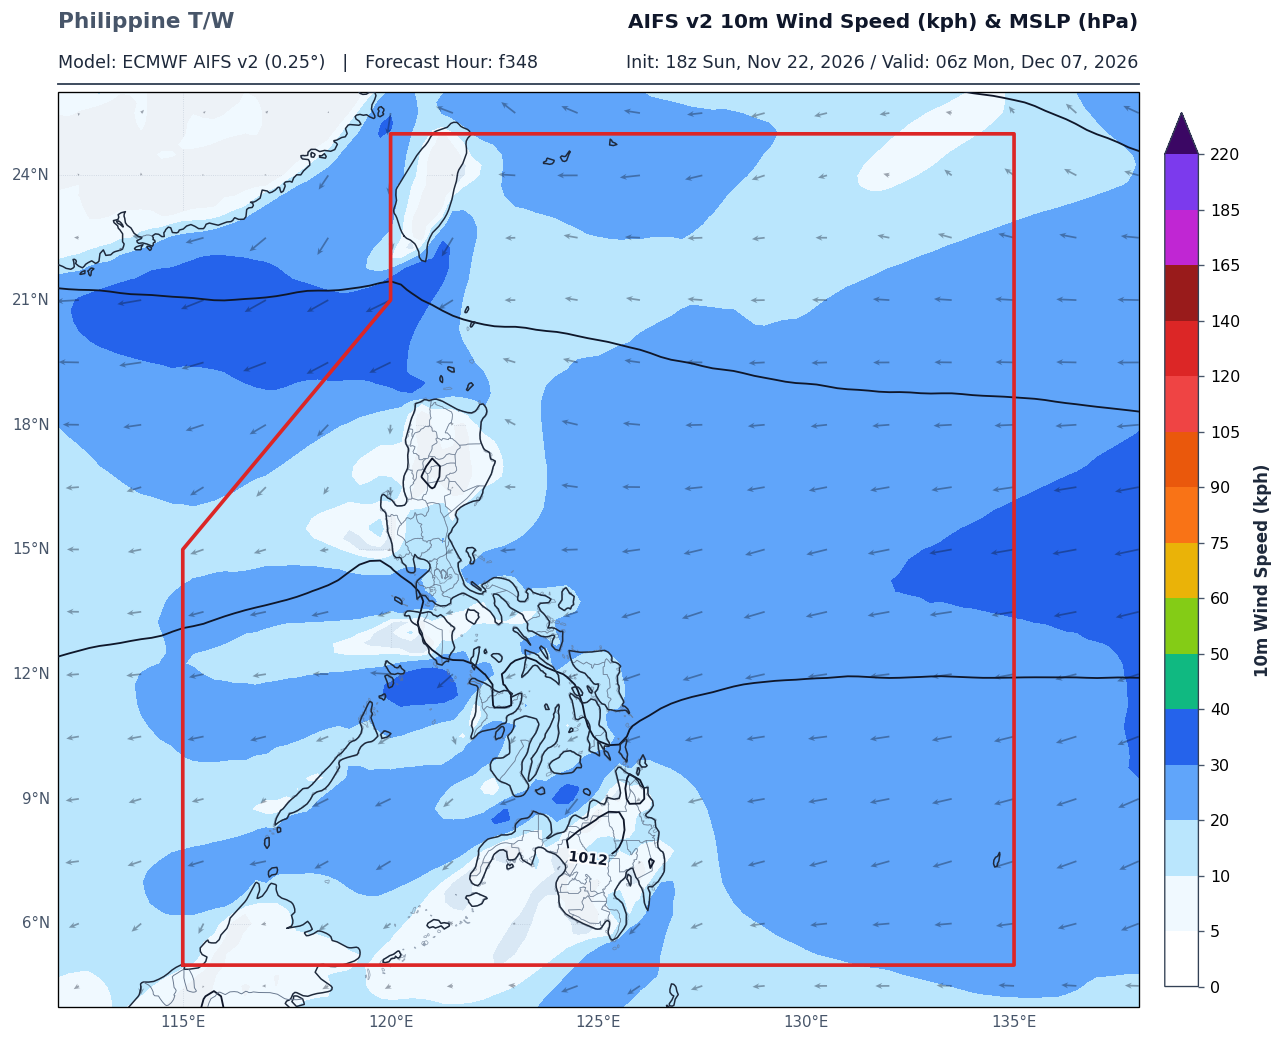 Philippine T/W
AIFS v2 10m Wind Speed (kph) & MSLP (hPa)
Model: ECMWF AIFS v2 (0.25°) | Forecast Hour: f348
Init: 18z Sun, Nov 22, 2026 / Valid: 06z Mon, Dec 07, 2026
24°N
21°N
18°N
15°N
12°N
9°N
6°N
1012
115°E
120°E
125°E
130°E
135°E
220
185
165
140
120
105
90
75
60
50
40
30
20
10
5
0
10m Wind Speed (kph)